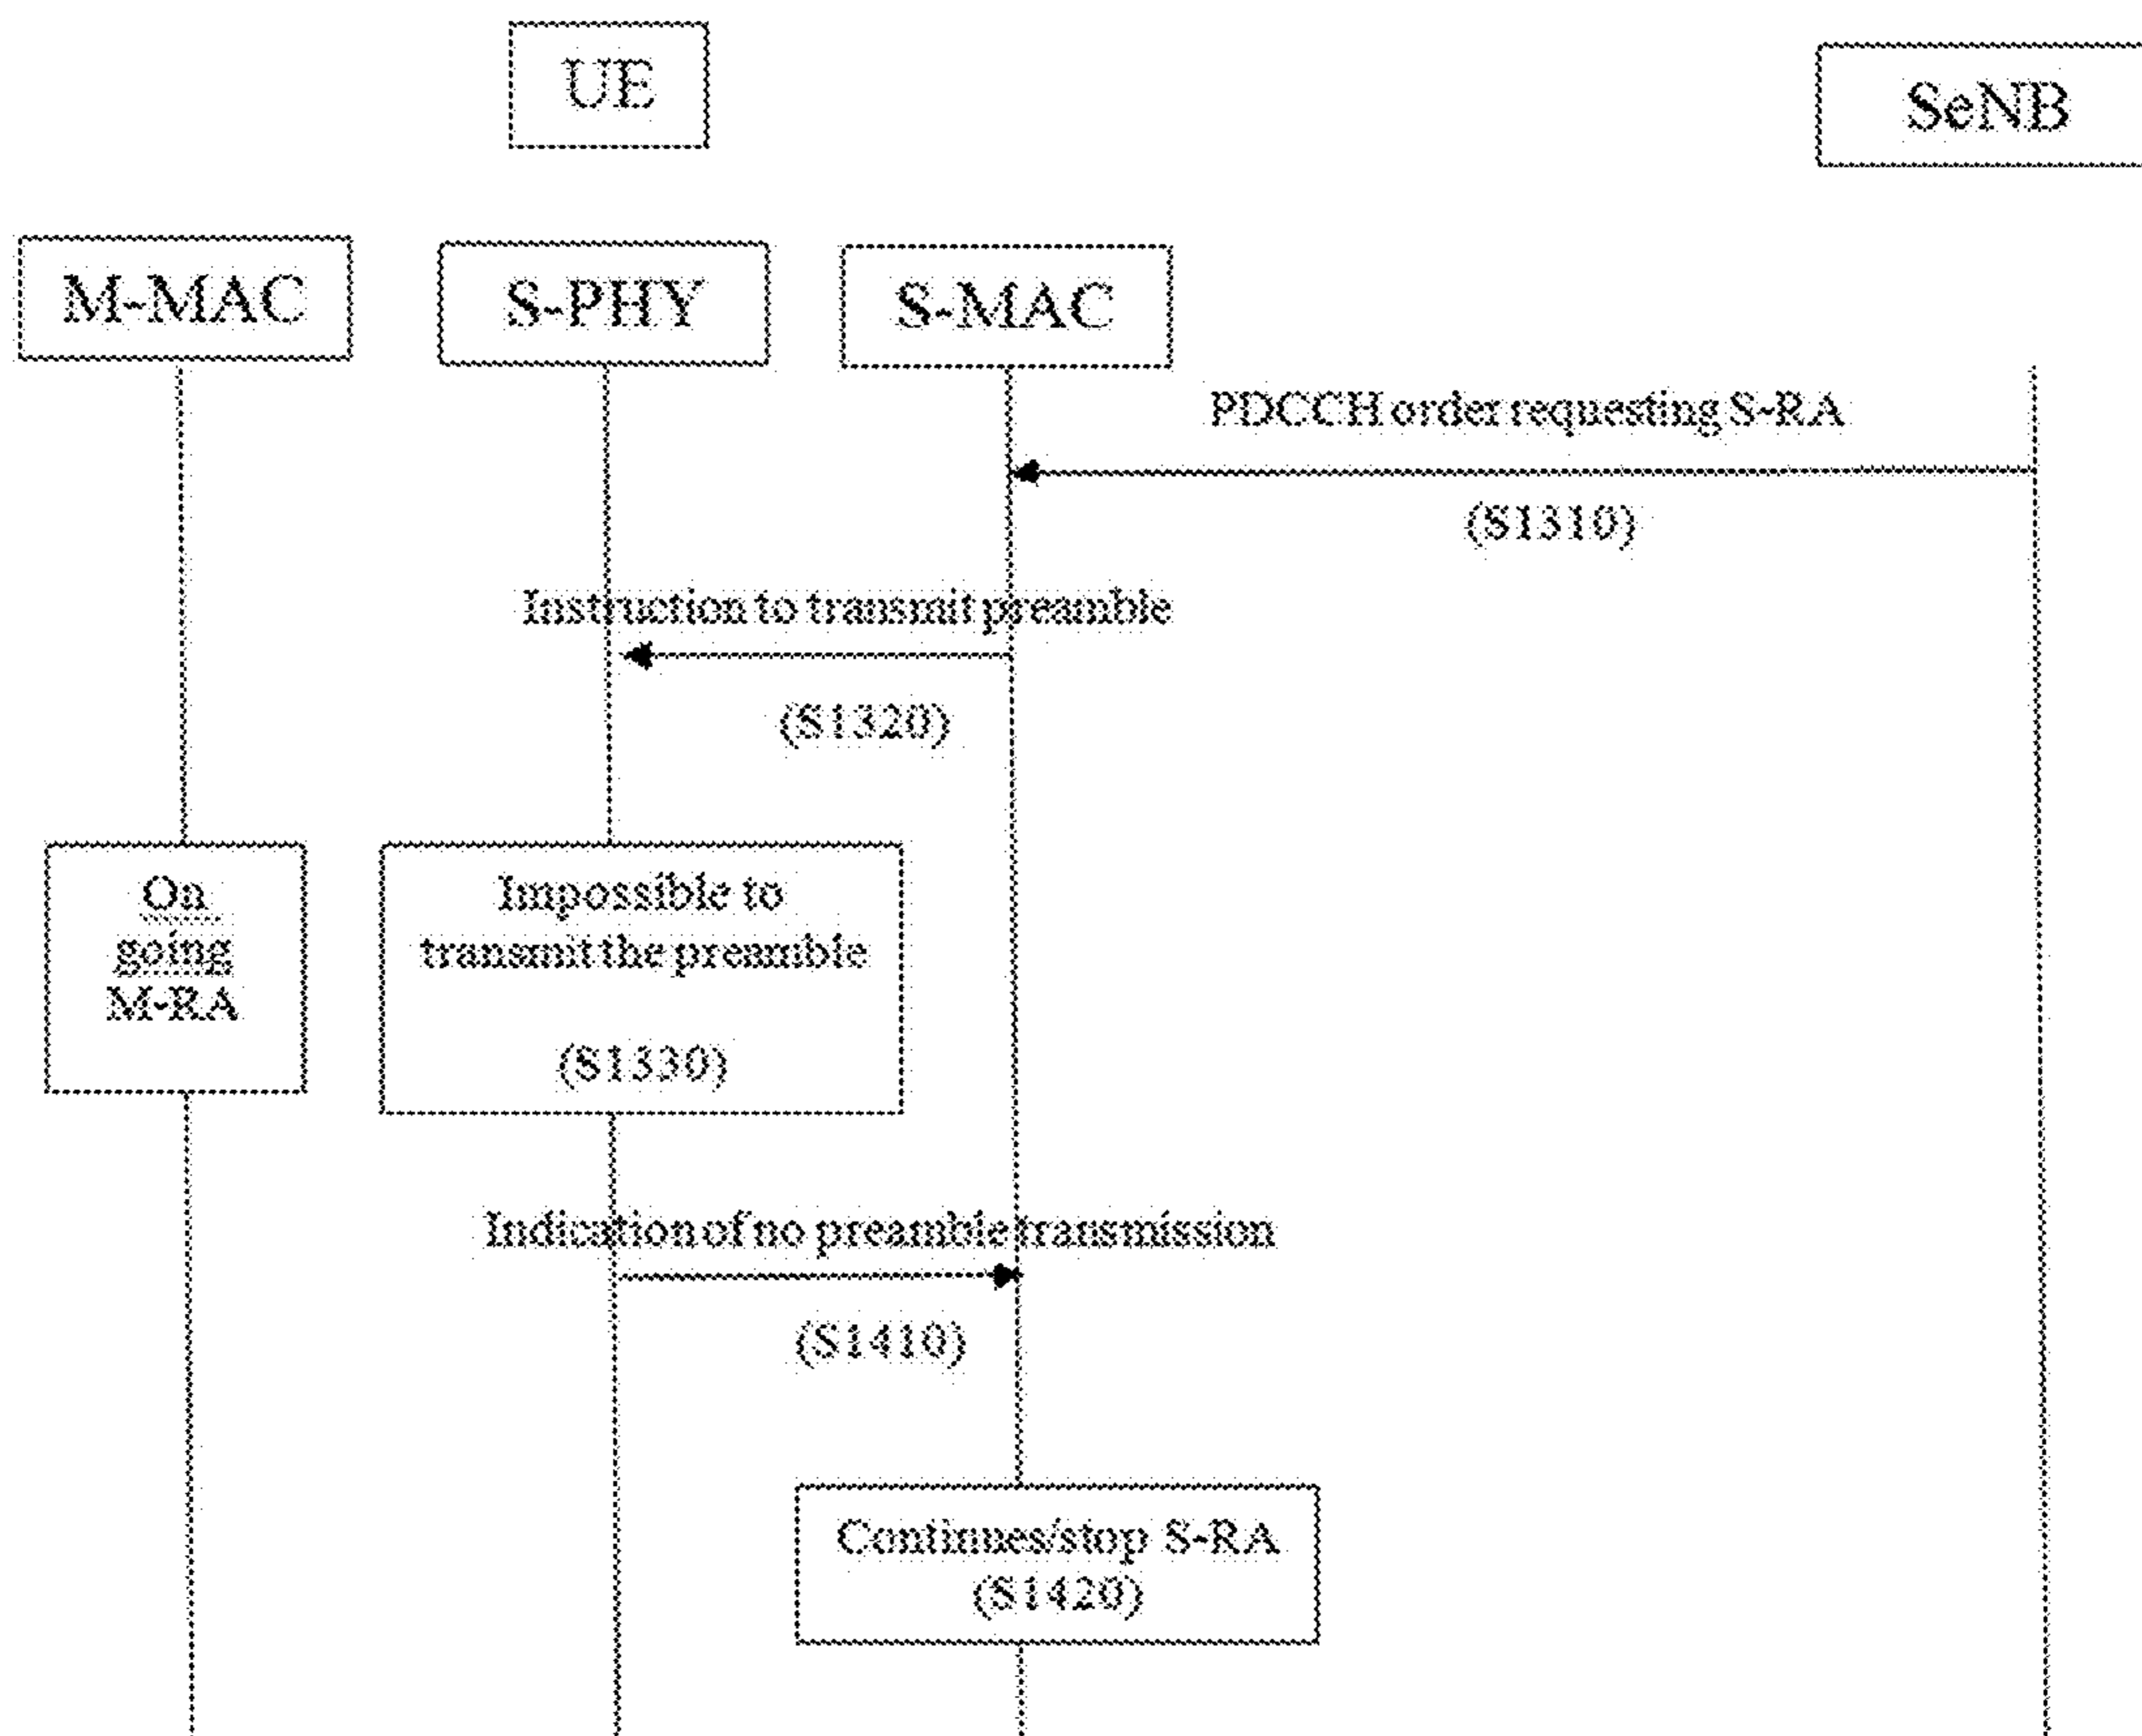 UE
SeNB
M-MAC
S-PHY
S-MAC
PDCCH order requesting S-RA
(S1310)
Instruction to transmit preamble
(S1320)
On
going
M-RA
Impossible to
transmit the preamble
(S1330)
Indication of no preamble transmission
(S1410)
Continues/stop S-RA
(S1420)